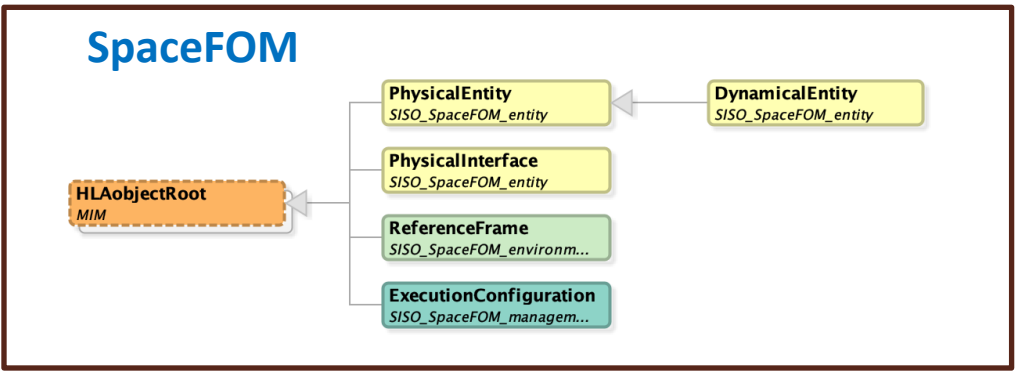 SpaceFOM
PhysicalEntity
SISO_SpaceFOM_entity
DynamicalEntity
SISO_SpaceFOM_entity
PhysicalInterface
SISO_SpaceFOM_entity
HLAobjectRoot
MIM
ReferenceFrame
SISO_SpaceFOM_environm...
ExecutionConfiguration
SISO_SpaceFOM_managem...